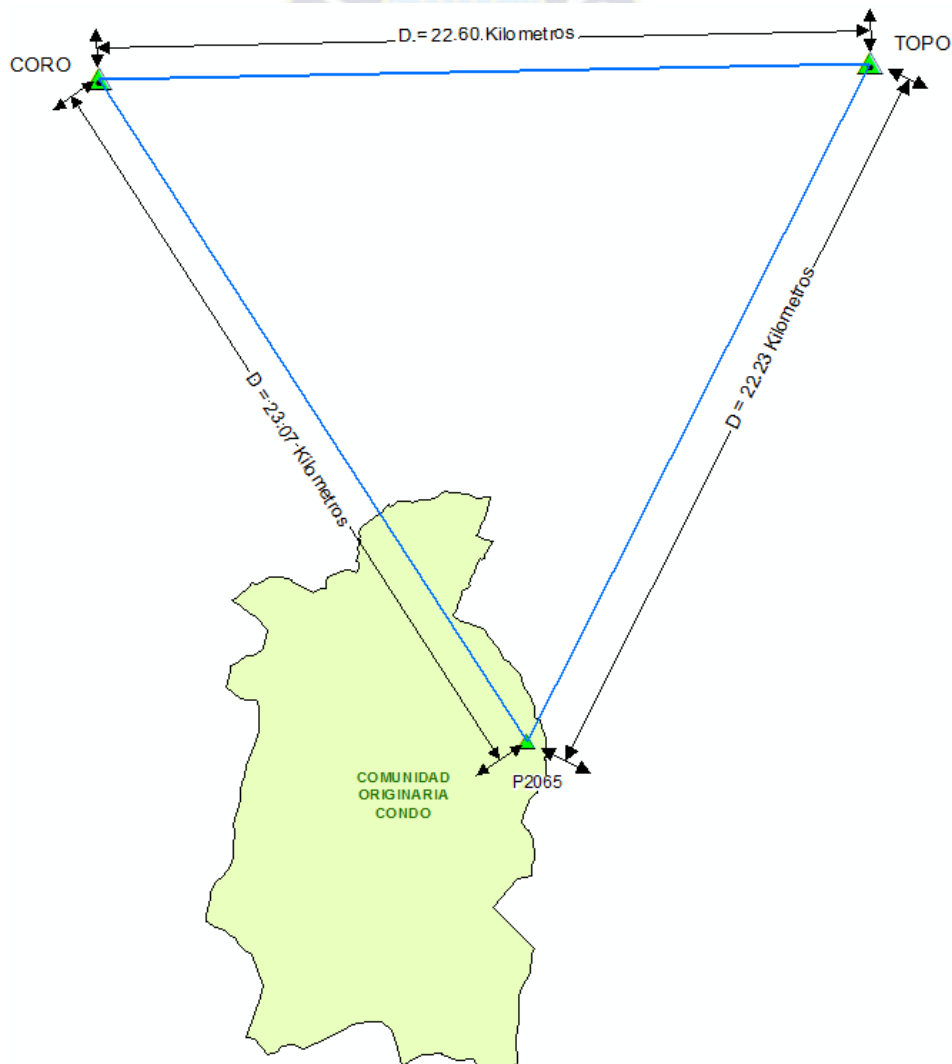 D.= 22.60.Kilometros
CORO
TOPO
D = 22.23 Kilometros
D = 23.07 Kilometros
COMUNIDAD
ORIGINARIA
CONDO
P2065